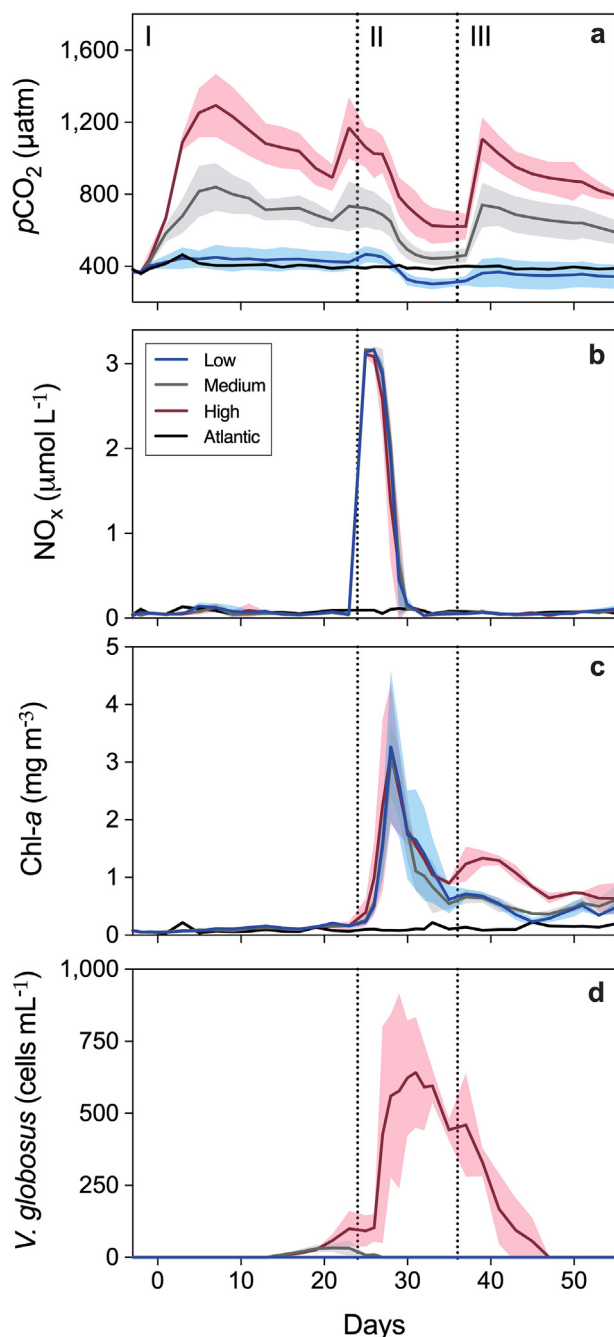 I II III a
pCO₂ (μatm)
1,600
1,200
800
400
b
NOₓ (μmol L⁻¹)
3
2
1
0
Low
Medium
High
Atlantic
c
Chl-a (mg m⁻³)
5
4
3
2
1
0
d
V. globosus (cells mL⁻¹)
1,000
750
500
250
0
0 10 20 30 40 50
Days